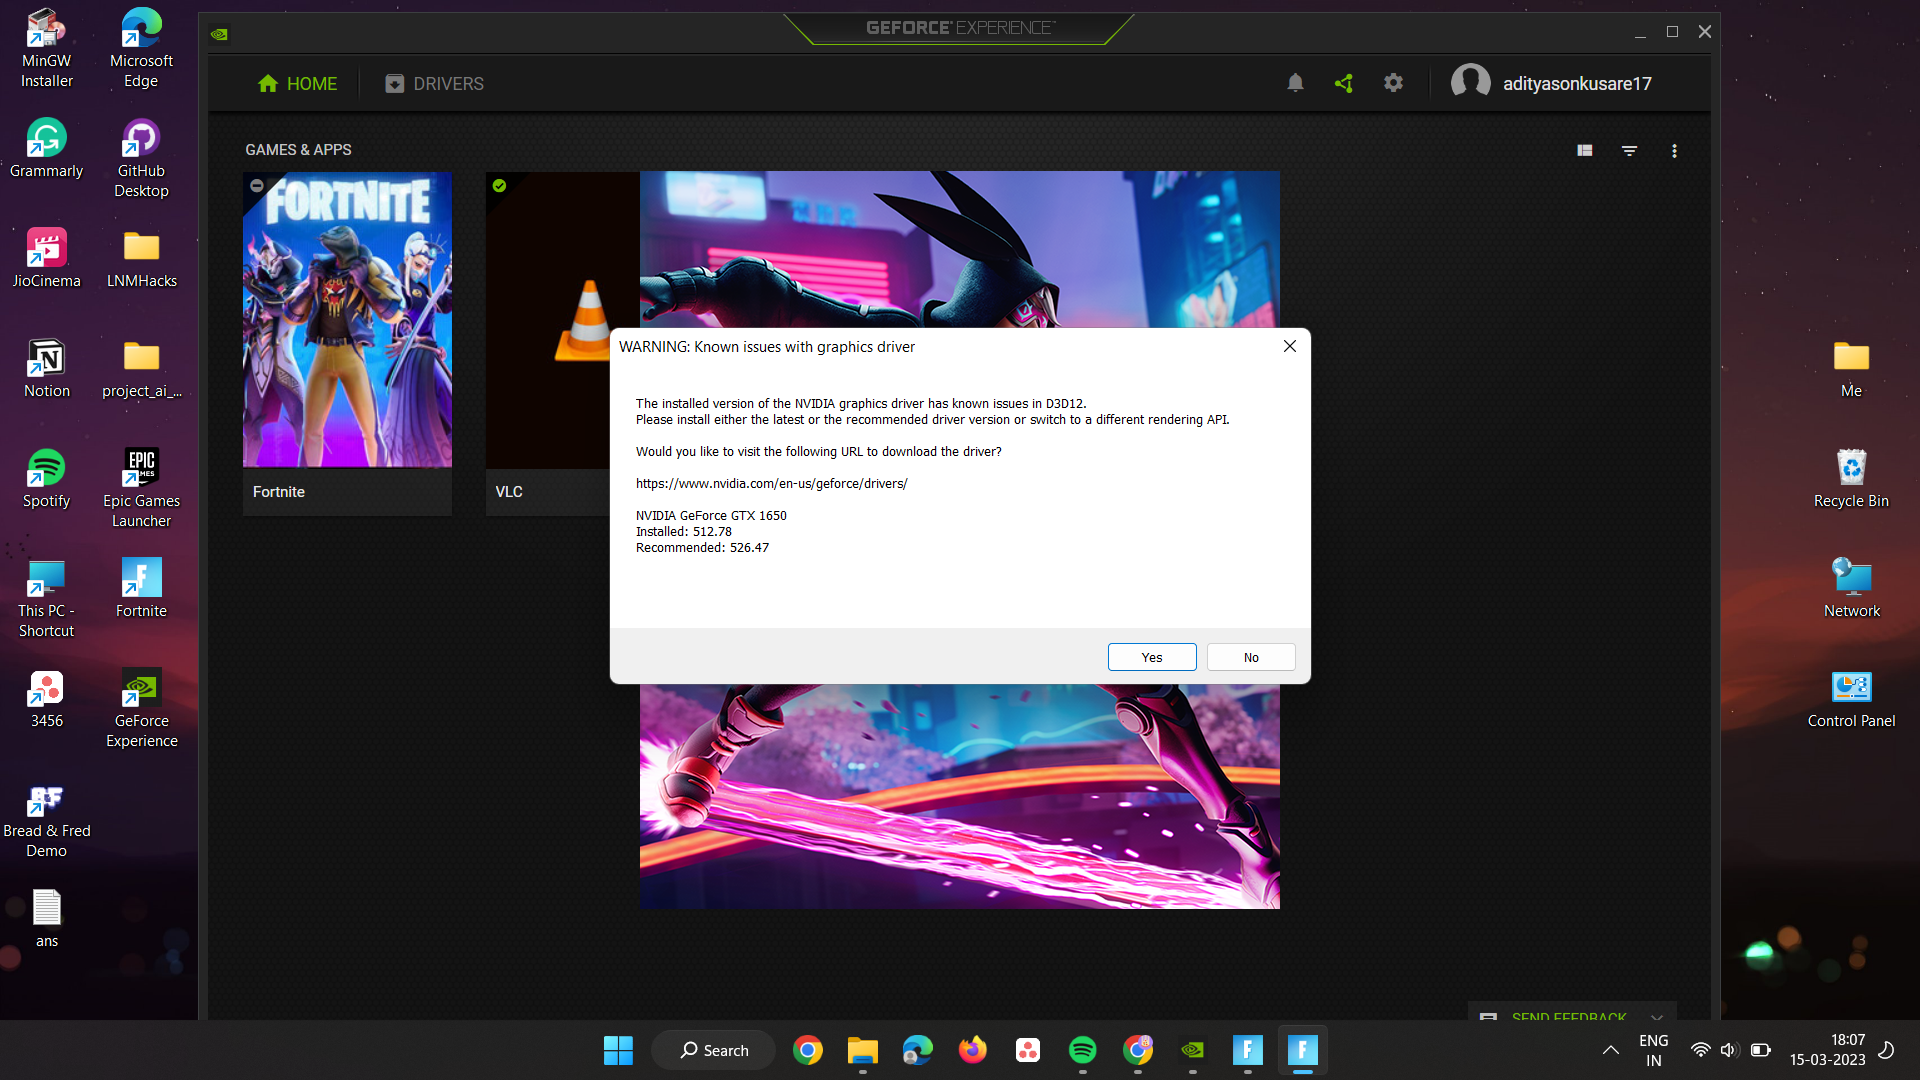 GEFORCE EXPERIENCE
HOME
DRIVERS
adityasonkusare17
GAMES & APPS
FORTNITE
Fortnite
VLC
WARNING: Known issues with graphics driver
The installed version of the NVIDIA graphics driver has known issues in D3D12.
Please install either the latest or the recommended driver version or switch to a different rendering API.
Would you like to visit the following URL to download the driver?
https://www.nvidia.com/en-us/geforce/drivers/
NVIDIA GeForce GTX 1650
Installed: 512.78
Recommended: 526.47
Yes
No
SEND FEEDBACK
MinGW
Installer
Microsoft
Edge
Grammarly
GitHub
Desktop
JioCinema
LNMHacks
Notion
project_ai_...
Spotify
EPIC
GAMES
Epic Games
Launcher
This PC -
Shortcut
Fortnite
3456
GeForce
Experience
BF
Bread & Fred
Demo
ans
Me
Recycle Bin
Network
Control Panel
Search
ENG
IN
18:07
15-03-2023